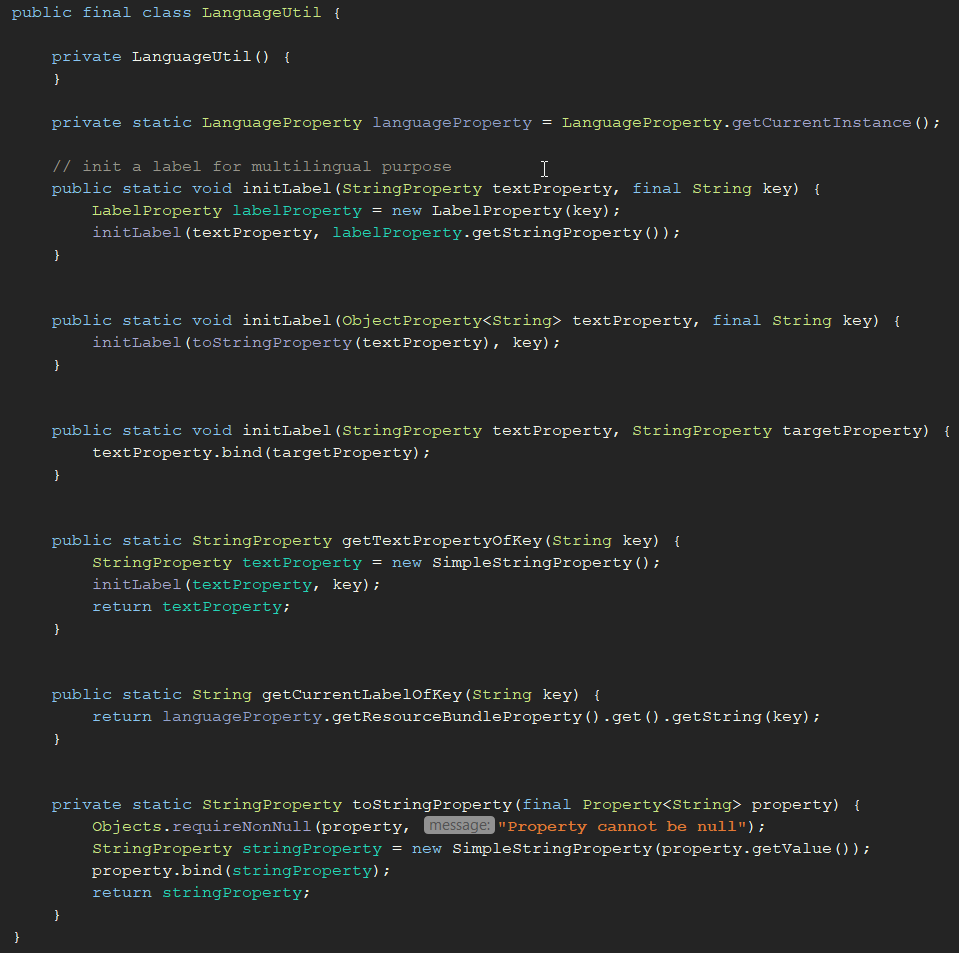 public final class LanguageUtil {
private LanguageUtil() {
}
private static LanguageProperty languageProperty = LanguageProperty.getCurrentInstance();
// init a label for multilingual purpose
public static void initLabel(StringProperty textProperty, final String key) {
LabelProperty labelProperty = new LabelProperty(key);
initLabel(textProperty, labelProperty.getStringProperty());
}
public static void initLabel(ObjectProperty<String> textProperty, final String key) {
initLabel(toStringProperty(textProperty), key);
}
public static void initLabel(StringProperty textProperty, StringProperty targetProperty) {
textProperty.bind(targetProperty);
}
public static StringProperty getTextPropertyOfKey(String key) {
StringProperty textProperty = new SimpleStringProperty();
initLabel(textProperty, key);
return textProperty;
}
public static String getCurrentLabelOfKey(String key) {
return languageProperty.getResourceBundleProperty().get().getString(key);
}
private static StringProperty toStringProperty(final Property<String> property) {
Objects.requireNonNull(property, message: "Property cannot be null");
StringProperty stringProperty = new SimpleStringProperty(property.getValue());
property.bind(stringProperty);
return stringProperty;
}
}